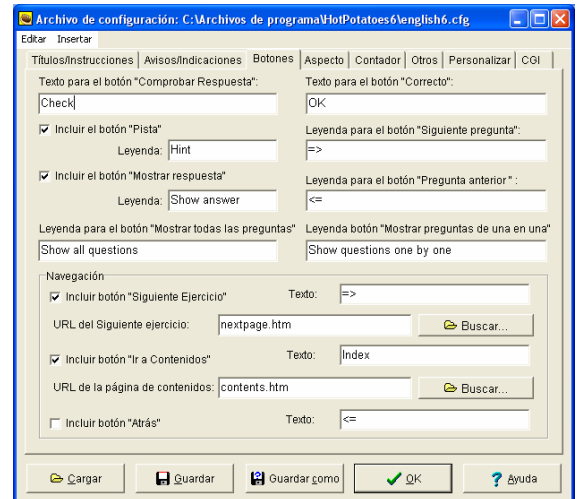 Archivo de configuración: C:\Archivos de programa\HotPotatoes6\english6.cfg
Editar Insertar
Títulos/Instrucciones Avisos/Indicaciones Botones Aspecto Contador Otros Personalizar CGI
Texto para el botón "Comprobar Respuesta": Texto para el botón "Correcto":
Check OK
Incluir el botón "Pista" Leyenda para el botón "Siguiente pregunta":
Leyenda: Hint =>
Incluir el botón "Mostrar respuesta" Leyenda para el botón "Pregunta anterior" :
Leyenda: Show answer <=
Leyenda para el botón "Mostrar todas las preguntas" Leyenda botón "Mostrar preguntas de una en una"
Show all questions Show questions one by one
Navegación
Incluir botón "Siguiente Ejercicio" Texto: =>
URL del Siguiente ejercicio: nextpage.htm Buscar...
Incluir botón "Ir a Contenidos" Texto: Index
URL de la página de contenidos: contents.htm Buscar...
Incluir botón "Atrás" Texto: <=
Cargar Guardar Guardar como OK Ayuda